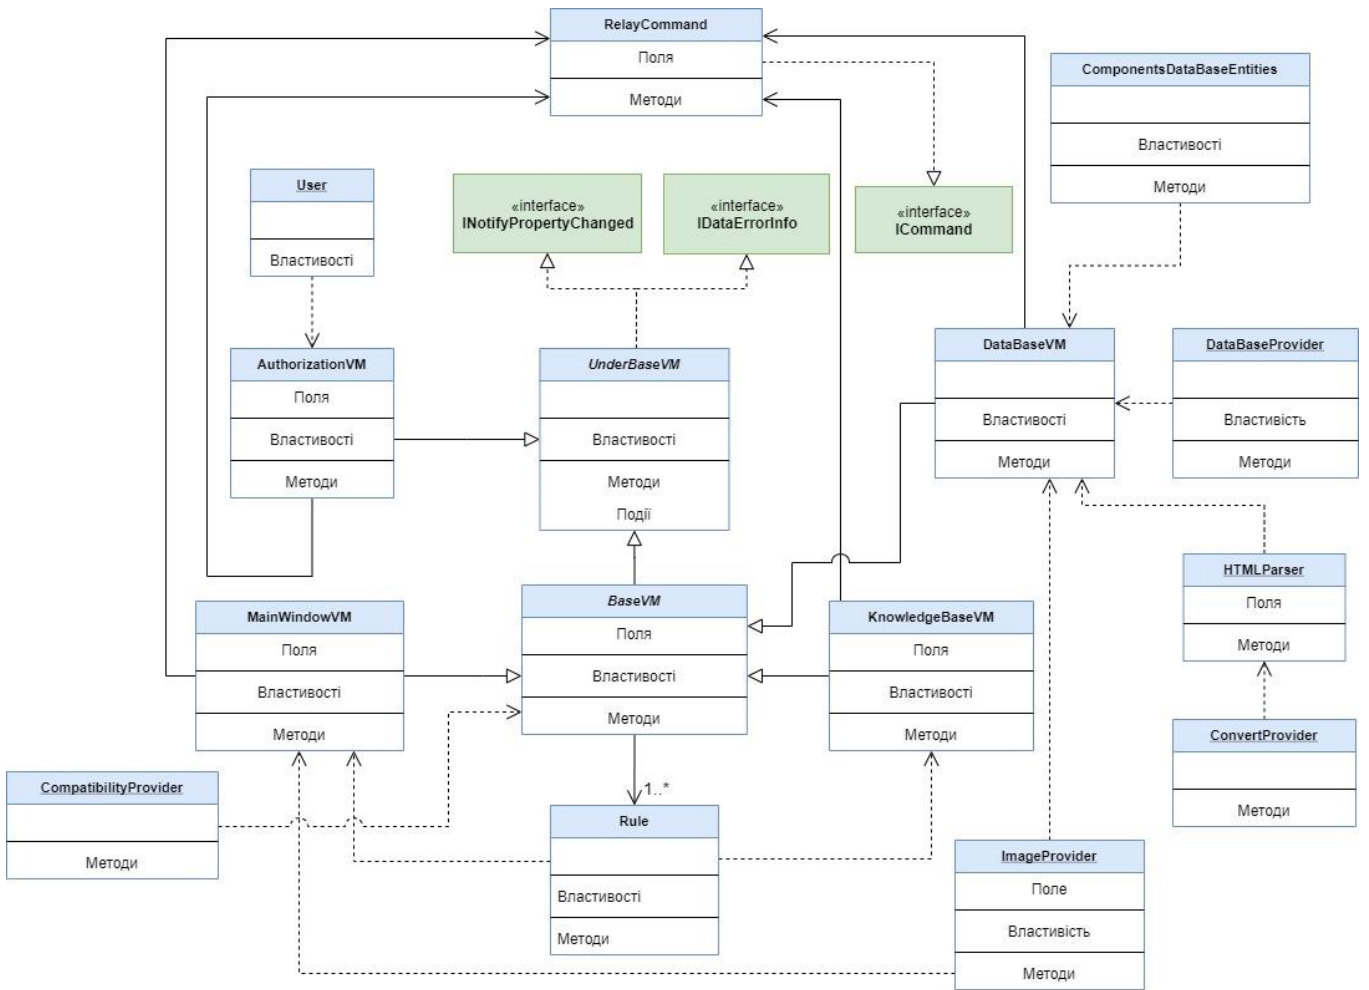 RelayCommand
Поля
Методи
ComponentsDataBaseEntities
Властивості
Методи
User
Властивості
«interface»
INotifyPropertyChanged
«interface»
IDataErrorInfo
«interface»
ICommand
AuthorizationVM
Поля
Властивості
Методи
UnderBaseVM
Властивості
Методи
Події
DataBaseVM
Властивості
Методи
DataBaseProvider
Властивість
Методи
HTMLParser
Поля
Методи
MainWindowVM
Поля
Властивості
Методи
BaseVM
Поля
Властивості
Методи
KnowledgeBaseVM
Поля
Властивості
Методи
ConvertProvider
Методи
CompatibilityProvider
Методи
1..*
Rule
Властивості
Методи
ImageProvider
Поле
Властивість
Методи